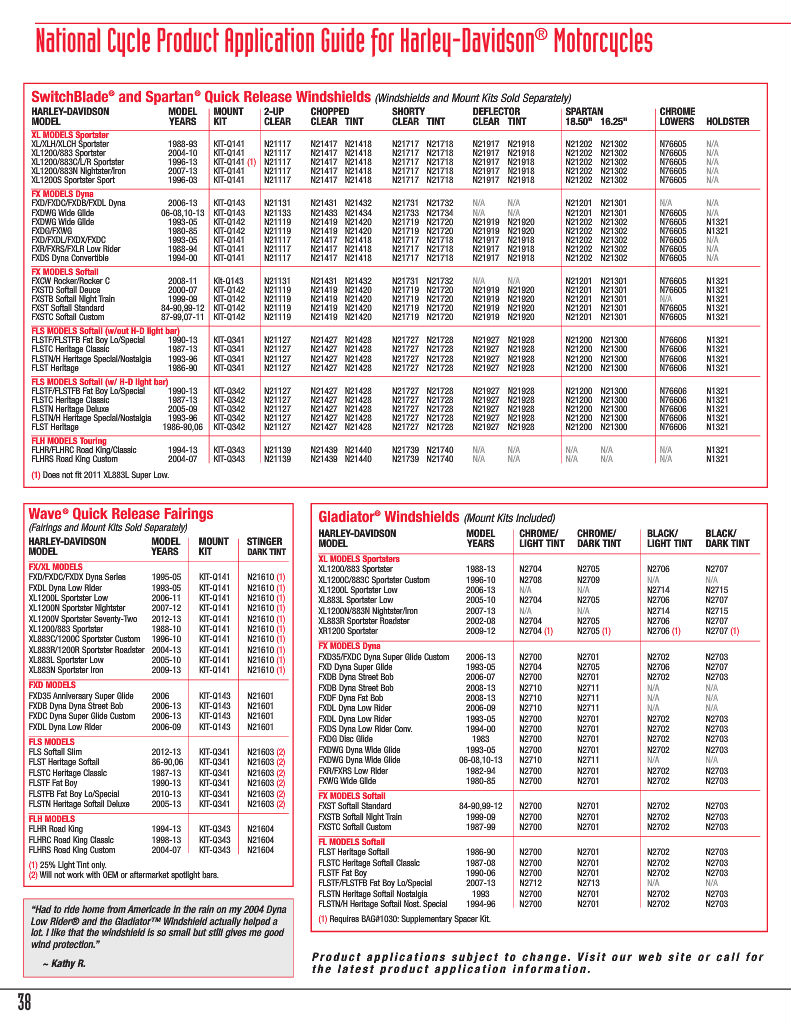 National Cycle Product Application Guide for Harley-Davidson® Motorcycles
SwitchBlade® and Spartan® Quick Release Windshields (Windshields and Mount Kits Sold Separately)
HARLEY-DAVIDSON MODEL MOUNT 2-UP CHOPPED SHORTY DEFLECTOR SPARTAN CHROME
MODEL YEARS KIT CLEAR CLEAR TINT CLEAR TINT CLEAR TINT 18.50" 16.25" LOWERS HOLDSTER
XL MODELS Sportster
XL/XLH/XLCH Sportster 1988-93 KIT-Q141 N21117 N21417 N21418 N21717 N21718 N21917 N21918 N21202 N21302 N76605 N/A
XL1200/883 Sportster 2004-10 KIT-Q141 N21117 N21417 N21418 N21717 N21718 N21917 N21918 N21202 N21302 N76605 N/A
XL1200/883C/L/R Sportster 1996-13 KIT-Q141 (1) N21117 N21417 N21418 N21717 N21718 N21917 N21918 N21202 N21302 N76605 N/A
XL1200/883N Nightster/Iron 2007-13 KIT-Q141 N21117 N21417 N21418 N21717 N21718 N21917 N21918 N21202 N21302 N76605 N/A
XL1200S Sportster Sport 1996-03 KIT-Q141 N21117 N21417 N21418 N21717 N21718 N21917 N21918 N21202 N21302 N76605 N/A
FX MODELS Dyna
FXD/FXDC/FXDB/FXDL Dyna 2006-13 KIT-Q143 N21131 N21431 N21432 N21731 N21732 N/A N/A N21201 N21301 N/A N/A
FXDWG Wide Glide 06-08,10-13 KIT-Q143 N21133 N21433 N21434 N21733 N21734 N/A N/A N21201 N21301 N76605 N/A
FXDWG Wide Glide 1993-05 KIT-Q142 N21119 N21419 N21420 N21719 N21720 N21919 N21920 N21202 N21302 N76605 N1321
FXDG/FXWG 1980-85 KIT-Q142 N21119 N21419 N21420 N21719 N21720 N21919 N21920 N21202 N21302 N76605 N1321
FXD/FXDL/FXDX/FXDC 1993-05 KIT-Q141 N21117 N21417 N21418 N21717 N21718 N21917 N21918 N21202 N21302 N76605 N/A
FXR/FXRS/FXLR Low Rider 1988-94 KIT-Q141 N21117 N21417 N21418 N21717 N21718 N21917 N21918 N21202 N21302 N76605 N/A
FXDS Dyna Convertible 1994-00 KIT-Q141 N21117 N21417 N21418 N21717 N21718 N21917 N21918 N21202 N21302 N76605 N/A
FX MODELS Softail
FXCW Rocker/Rocker C 2008-11 Kit-Q143 N21131 N21431 N21432 N21731 N21732 N/A N/A N21201 N21301 N76605 N1321
FXSTD Softail Deuce 2000-07 KIT-Q142 N21119 N21419 N21420 N21719 N21720 N21919 N21920 N21201 N21301 N76605 N1321
FXSTB Softail Night Train 1999-09 KIT-Q142 N21119 N21419 N21420 N21719 N21720 N21919 N21920 N21201 N21301 N/A N1321
FXST Softail Standard 84-90,99-12 KIT-Q142 N21119 N21419 N21420 N21719 N21720 N21919 N21920 N21201 N21301 N76605 N1321
FXSTC Softail Custom 87-99,07-11 KIT-Q142 N21119 N21419 N21420 N21719 N21720 N21919 N21920 N21201 N21301 N76605 N1321
FLS MODELS Softail (w/out H-D light bar)
FLSTF/FLSTFB Fat Boy Lo/Special 1990-13 KIT-Q341 N21127 N21427 N21428 N21727 N21728 N21927 N21928 N21200 N21300 N76606 N1321
FLSTC Heritage Classic 1987-13 KIT-Q341 N21127 N21427 N21428 N21727 N21728 N21927 N21928 N21200 N21300 N76606 N1321
FLSTN/H Heritage Special/Nostalgia 1993-96 KIT-Q341 N21127 N21427 N21428 N21727 N21728 N21927 N21928 N21200 N21300 N76606 N1321
FLST Heritage 1986-90 KIT-Q341 N21127 N21427 N21428 N21727 N21728 N21927 N21928 N21200 N21300 N76606 N1321
FLS MODELS Softail (w/ H-D light bar)
FLSTF/FLSTFB Fat Boy Lo/Special 1990-13 KIT-Q342 N21127 N21427 N21428 N21727 N21728 N21927 N21928 N21200 N21300 N76606 N1321
FLSTC Heritage Classic 1987-13 KIT-Q342 N21127 N21427 N21428 N21727 N21728 N21927 N21928 N21200 N21300 N76606 N1321
FLSTN Heritage Deluxe 2005-09 KIT-Q342 N21127 N21427 N21428 N21727 N21728 N21927 N21928 N21200 N21300 N76606 N1321
FLSTN/H Heritage Special/Nostalgia 1993-96 KIT-Q342 N21127 N21427 N21428 N21727 N21728 N21927 N21928 N21200 N21300 N76606 N1321
FLST Heritage 1986-90,06 KIT-Q342 N21127 N21427 N21428 N21727 N21728 N21927 N21928 N21200 N21300 N76606 N1321
FLH MODELS Touring
FLHR/FLHRC Road King/Classic 1994-13 KIT-Q343 N21139 N21439 N21440 N21739 N21740 N/A N/A N/A N/A N/A N1321
FLHRS Road King Custom 2004-07 KIT-Q343 N21139 N21439 N21440 N21739 N21740 N/A N/A N/A N/A N/A N1321
(1) Does not fit 2011 XL883L Super Low.
Wave® Quick Release Fairings
(Fairings and Mount Kits Sold Separately)
HARLEY-DAVIDSON MODEL MOUNT STINGER
MODEL YEARS KIT DARK TINT
FX/XL MODELS
FXD/FXDC/FXDX Dyna Series 1995-05 KIT-Q141 N21610 (1)
FXDL Dyna Low Rider 1993-05 KIT-Q141 N21610 (1)
XL1200L Sportster Low 2006-11 KIT-Q141 N21610 (1)
XL1200N Sportster Nightster 2007-12 KIT-Q141 N21610 (1)
XL1200V Sportster Seventy-Two 2012-13 KIT-Q141 N21610 (1)
XL1200/883 Sportster 1988-10 KIT-Q141 N21610 (1)
XL883C/1200C Sportster Custom 1996-10 KIT-Q141 N21610 (1)
XL883R/1200R Sportster Roadster 2004-13 KIT-Q141 N21610 (1)
XL883L Sportster Low 2005-10 KIT-Q141 N21610 (1)
XL883N Sportster Iron 2009-13 KIT-Q141 N21610 (1)
FXD MODELS
FXD35 Anniversary Super Glide 2006 KIT-Q143 N21601
FXDB Dyna Dyna Street Bob 2006-13 KIT-Q143 N21601
FXDC Dyna Super Glide Custom 2006-13 KIT-Q143 N21601
FXDL Dyna Low Rider 2006-09 KIT-Q143 N21601
FLS MODELS
FLS Softail Slim 2012-13 KIT-Q341 N21603 (2)
FLST Heritage Softail 86-90,06 KIT-Q341 N21603 (2)
FLSTC Heritage Classic 1987-13 KIT-Q341 N21603 (2)
FLSTF Fat Boy 1990-13 KIT-Q341 N21603 (2)
FLSTFB Fat Boy Lo/Special 2010-13 KIT-Q341 N21603 (2)
FLSTN Heritage Softail Deluxe 2005-13 KIT-Q341 N21603 (2)
FLH MODELS
FLHR Road King 1994-13 KIT-Q343 N21604
FLHRC Road King Classic 1998-13 KIT-Q343 N21604
FLHRS Road King Custom 2004-07 KIT-Q343 N21604
(1) 25% Light Tint only.
(2) Will not work with OEM or aftermarket spotlight bars.
"Had to ride home from Americade in the rain on my 2004 Dyna
Low Rider® and the Gladiator™ Windshield actually helped a
lot. I like that the windshield is so small but still gives me good
wind protection."
~ Kathy R.
Gladiator® Windshields (Mount Kits Included)
HARLEY-DAVIDSON MODEL CHROME/ CHROME/ BLACK/ BLACK/
MODEL YEARS LIGHT TINT DARK TINT LIGHT TINT DARK TINT
XL MODELS Sportsters
XL1200/883 Sportster 1988-13 N2704 N2705 N2706 N2707
XL1200C/883C Sportster Custom 1996-10 N2708 N2709 N/A N/A
XL1200L Sportster Low 2006-13 N/A N/A N2714 N2715
XL883L Sportster Low 2005-10 N2704 N2705 N2706 N2707
XL1200N/883N Nightster/Iron 2007-13 N/A N/A N2714 N2715
XL883R Sportster Roadster 2002-08 N2704 N2705 N2706 N2707
XR1200 Sportster 2009-12 N2704 (1) N2705 (1) N2706 (1) N2707 (1)
FX MODELS Dyna
FXD35/FXDC Dyna Super Glide Custom 2006-13 N2700 N2701 N2702 N2703
FXD Dyna Super Glide 1993-05 N2704 N2705 N2706 N2707
FXDB Dyna Street Bob 2006-07 N2700 N2701 N2702 N2703
FXDB Dyna Street Bob 2008-13 N2710 N2711 N/A N/A
FXDF Dyna Fat Bob 2008-13 N2710 N2711 N/A N/A
FXDL Dyna Low Rider 2006-09 N2710 N2711 N/A N/A
FXDL Dyna Low Rider 1993-05 N2700 N2701 N2702 N2703
FXDS Dyna Low Rider Conv. 1994-00 N2700 N2701 N2702 N2703
FXDG Disc Glide 1983 N2700 N2701 N2702 N2703
FXDWG Dyna Wide Glide 1993-05 N2700 N2701 N2702 N2703
FXDWG Dyna Wide Glide 06-08,10-13 N2710 N2711 N/A N/A
FXR/FXRS Low Rider 1982-94 N2700 N2701 N2702 N2703
FXWG Wide Glide 1980-85 N2700 N2701 N2702 N2703
FX MODELS Softail
FXST Softail Standard 84-90,99-12 N2700 N2701 N2702 N2703
FXSTB Softail Night Train 1999-09 N2700 N2701 N2702 N2703
FXSTC Softail Custom 1987-99 N2700 N2701 N2702 N2703
FL MODELS Softail
FLST Heritage Softail 1986-90 N2700 N2701 N2702 N2703
FLSTC Heritage Softail Classic 1987-08 N2700 N2701 N2702 N2703
FLSTF Fat Boy 1990-06 N2700 N2701 N2702 N2703
FLSTF/FLSTFB Fat Boy Lo/Special 2007-13 N2712 N2713 N/A N/A
FLSTN Heritage Softail Nostalgia 1993 N2700 N2701 N2702 N2703
FLSTN/H Heritage Softail Nost. Special 1994-96 N2700 N2701 N2702 N2703
(1) Requires BAG#1030: Supplementary Spacer Kit.
Product applications subject to change. Visit our web site or call for
the latest product application information.
38